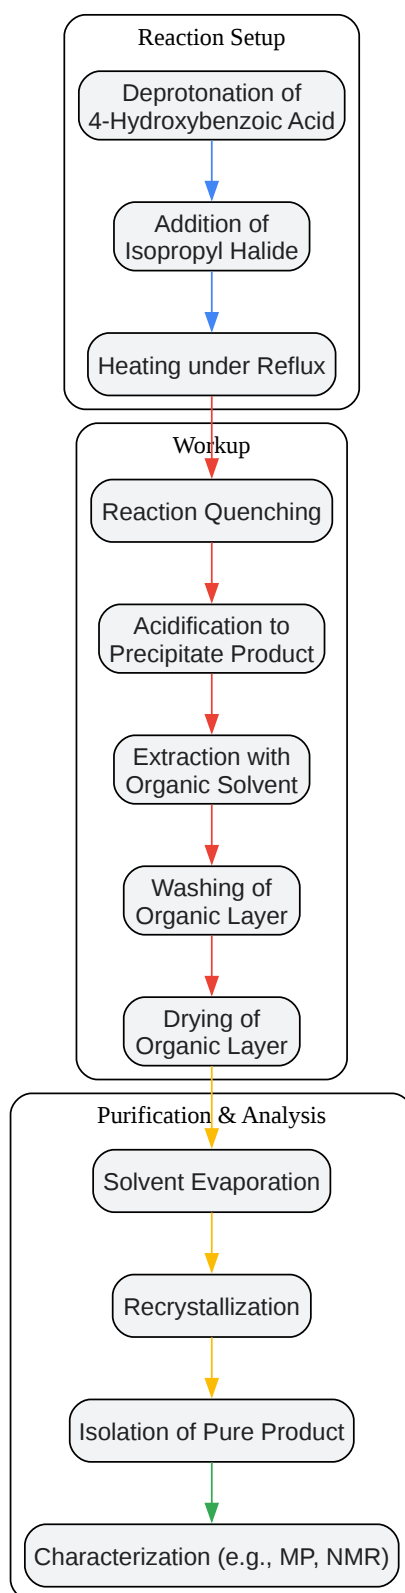 Reaction Setup
Deprotonation of
4-Hydroxybenzoic Acid
Addition of
Isopropyl Halide
Heating under Reflux
Workup
Reaction Quenching
Acidification to
Precipitate Product
Extraction with
Organic Solvent
Washing of
Organic Layer
Drying of
Organic Layer
Purification & Analysis
Solvent Evaporation
Recrystallization
Isolation of Pure Product
Characterization (e.g., MP, NMR)